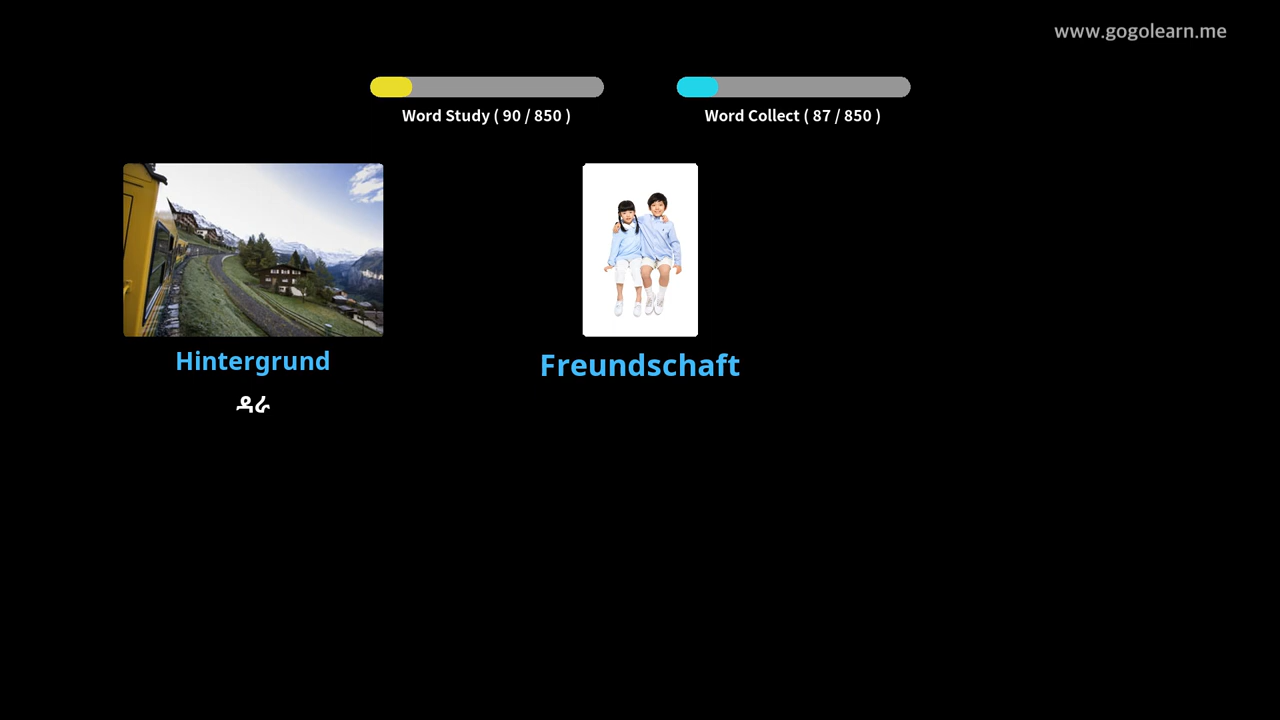 www.gogolearn.me
Word Study ( 90 / 850 )
Word Collect ( 87 / 850 )
Hintergrund
ዳራ
Freundschaft